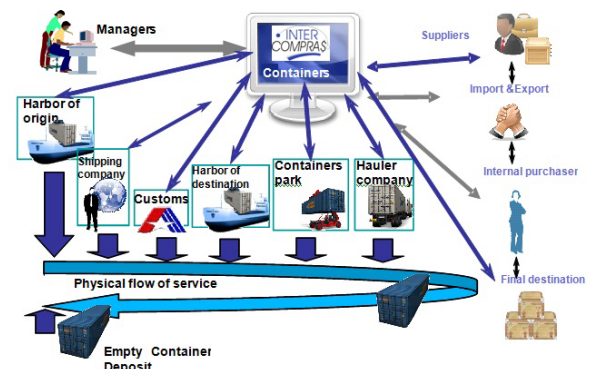 Managers
INTER
COMPRAS
Containers
Suppliers
Import &Export
Internal purchaser
Final destination
Harbor of
origin
Shipping
company
Customs
Harbor of
destination
Containers
park
Hauler
company
Physical flow of service
Empty Container
Deposit